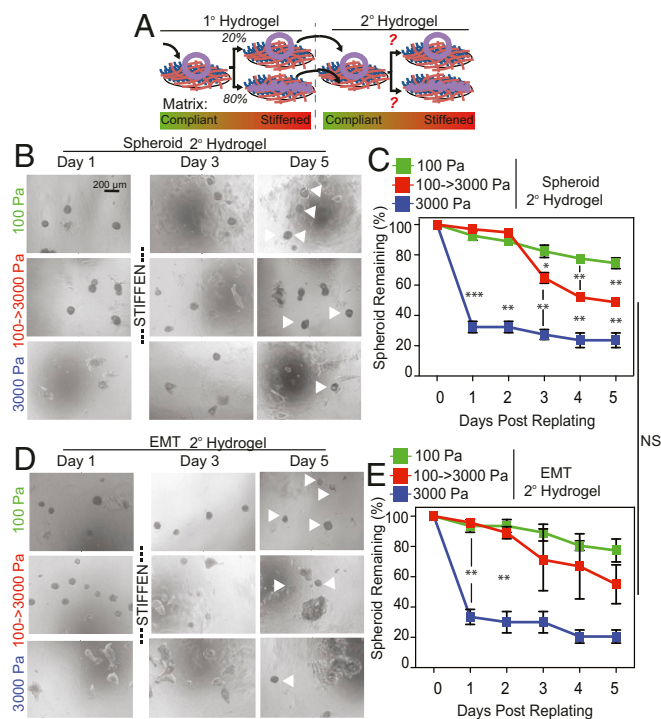 A
1° Hydrogel
2° Hydrogel
20%
80%
?
?
Matrix:
Compliant
Stiffened
Compliant
Stiffened
B
Spheroid 2° Hydrogel
Day 1
Day 3
Day 5
200 µm
100 Pa
100->3000 Pa
3000 Pa
STIFFEN
C
100 Pa
100->3000 Pa
3000 Pa
Spheroid
2° Hydrogel
Spheroid Remaining (%)
100
80
60
40
20
0
***
**
*
**
**
**
**
**
0 1 2 3 4 5
Days Post Replating
NS
D
EMT 2° Hydrogel
Day 1
Day 3
Day 5
100 Pa
100->3000 Pa
3000 Pa
STIFFEN
E
100 Pa
100->3000 Pa
3000 Pa
EMT
2° Hydrogel
Spheroid Remaining (%)
100
80
60
40
20
0
**
**
0 1 2 3 4 5
Days Post Replating